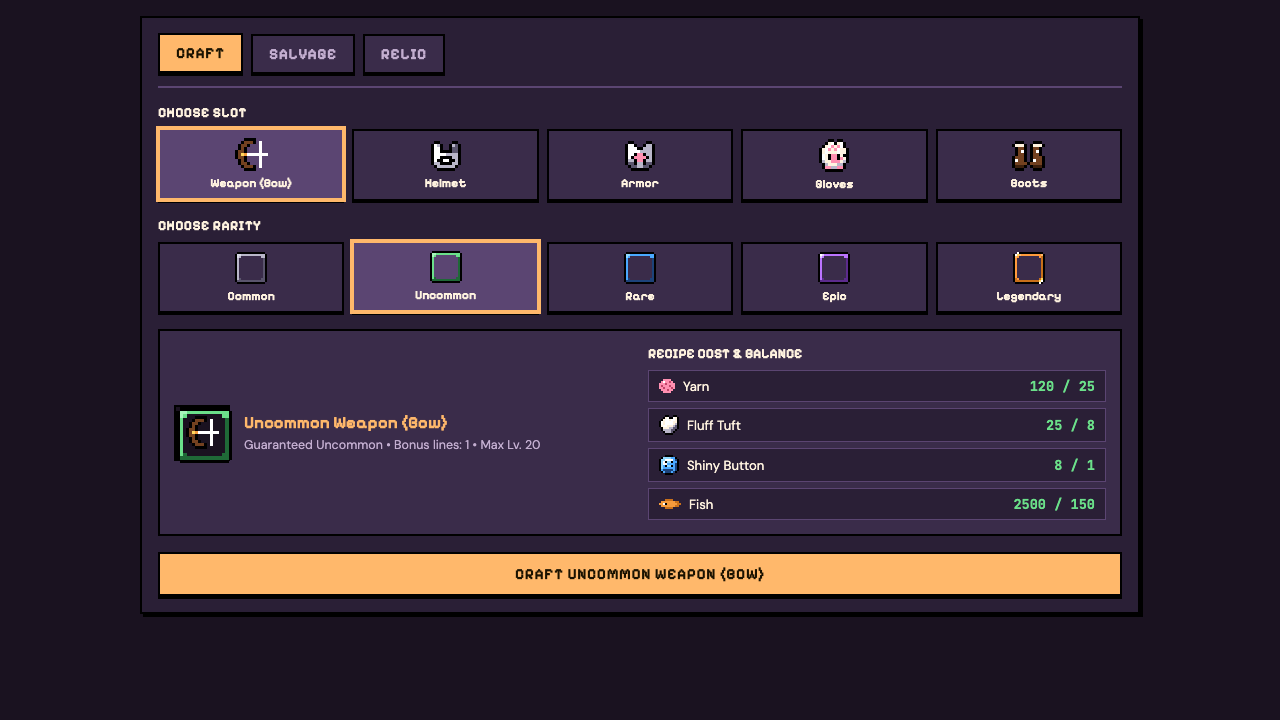 CRAFT
SALVAGE
RELIC
CHOOSE SLOT
Weapon (Bow)
Helmet
Armor
Gloves
Boots
CHOOSE RARITY
Common
Uncommon
Rare
Epic
Legendary
Uncommon Weapon (Bow)
Guaranteed Uncommon • Bonus lines: 1 • Max Lv. 20
RECIPE COST & BALANCE
Yarn 120 / 25
Fluff Tuft 25 / 8
Shiny Button 8 / 1
Fish 2500 / 150
CRAFT UNCOMMON WEAPON (BOW)